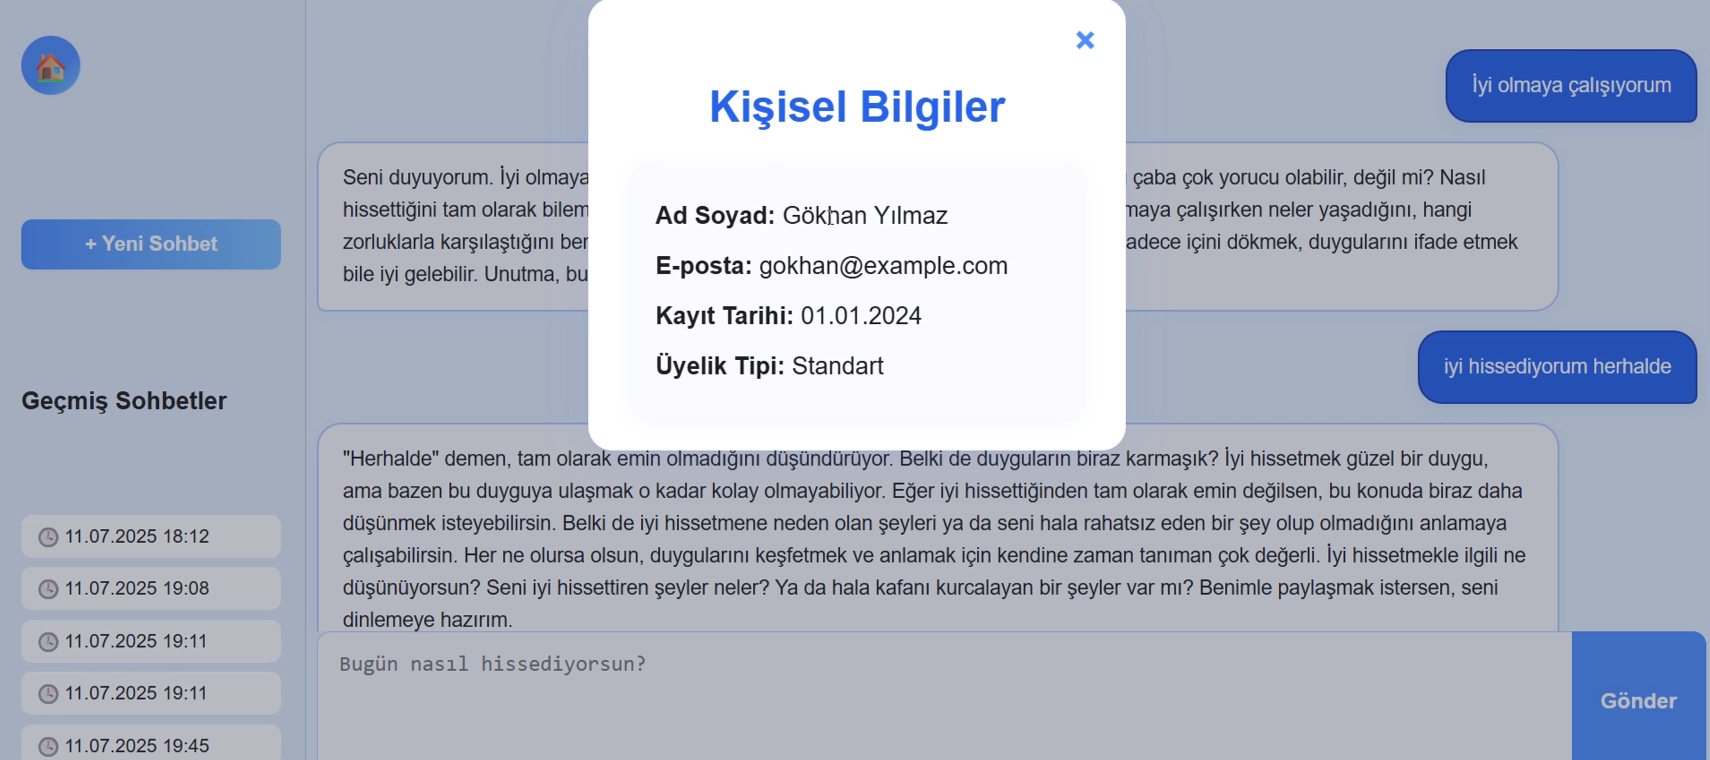 + Yeni Sohbet
Geçmiş Sohbetler
11.07.2025 18:12
11.07.2025 19:08
11.07.2025 19:11
11.07.2025 19:11
11.07.2025 19:45
İyi olmaya çalışıyorum
Seni duyuyorum. İyi olmaya
çaba çok yorucu olabilir, değil mi? Nasıl
hissettiğini tam olarak
çalışırken neler yaşadığını, hangi
zorluklarla karşılaştığını
içini dökmek, duygularını ifade etmek
bile iyi gelebilir. Unutma,
iyi hissediyorum herhalde
"Herhalde" demen, tam olarak emin olmadığını düşündürüyor. Belki de duyguların biraz karmaşık? İyi hissetmek güzel bir duygu,
ama bazen bu duyguya ulaşmak o kadar kolay olmayabiliyor. Eğer iyi hissettiğinden tam olarak emin değilsen, bu konuda biraz daha
düşünmek isteyebilirsin. Belki de iyi hissetmene neden olan şeyleri ya da seni hala rahatsız eden bir şey olup olmadığını anlamaya
çalışabilirsin. Her ne olursa olsun, duygularını keşfetmek ve anlamak için kendine zaman tanıman çok değerli. İyi hissetmekle ilgili ne
düşünüyorsun? Seni iyi hissettiren şeyler neler? Ya da hala kafanı kurcalayan bir şeyler var mı? Benimle paylaşmak istersen, seni
dinlemeye hazırım.
Bugün nasıl hissediyorsun?
Gönder
×
Kişisel Bilgiler
Ad Soyad: Gökhan Yılmaz
E-posta: gokhan@example.com
Kayıt Tarihi: 01.01.2024
Üyelik Tipi: Standart